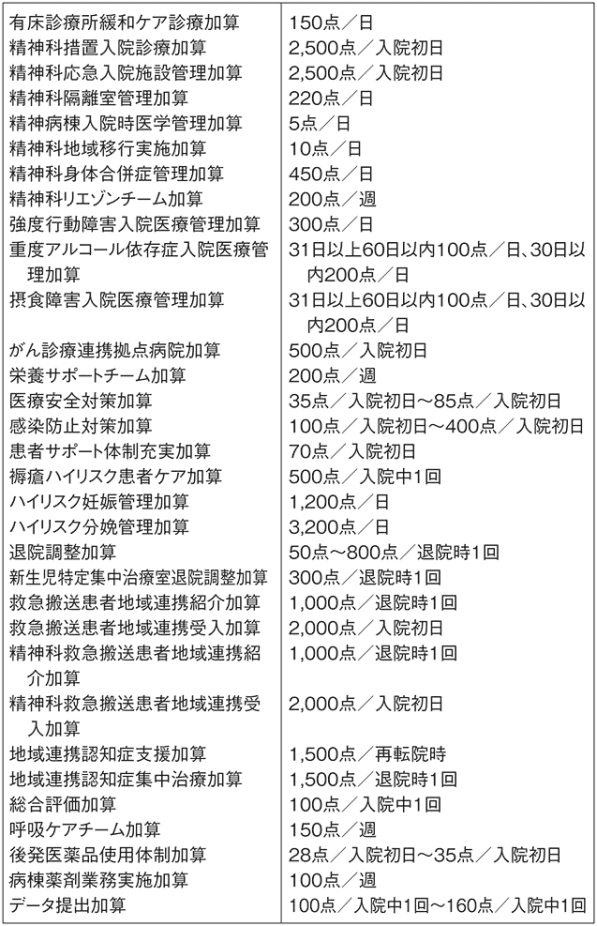 有床診療所緩和ケア診療加算 150点／日
精神科措置入院診療加算 2,500点／入院初日
精神科応急入院施設管理加算 2,500点／入院初日
精神科隔離室管理加算 220点／日
精神病棟入院時医学管理加算 5点／日
精神科地域移行実施加算 10点／日
精神科身体合併症管理加算 450点／日
精神科リエゾンチーム加算 200点／週
強度行動障害入院医療管理加算 300点／日
重度アルコール依存症入院医療管 31日以上60日以内100点／日、30日以
理加算 内200点／日
摂食障害入院医療管理加算 31日以上60日以内100点／日、30日以
内200点／日
がん診療連携拠点病院加算 500点／入院初日
栄養サポートチーム加算 200点／週
医療安全対策加算 35点／入院初日〜85点／入院初日
感染防止対策加算 100点／入院初日〜400点／入院初日
患者サポート体制充実加算 70点／入院初日
褥瘡ハイリスク患者ケア加算 500点／入院中1回
ハイリスク妊娠管理加算 1,200点／日
ハイリスク分娩管理加算 3,200点／日
退院調整加算 50点〜800点／退院時1回
新生児特定集中治療室退院調整加算 300点／退院時1回
救急搬送患者地域連携紹介加算 1,000点／退院時1回
救急搬送患者地域連携受入加算 2,000点／入院初日
精神科救急搬送患者地域連携紹 1,000点／退院時1回
介加算
精神科救急搬送患者地域連携受 2,000点／入院初日
入加算
地域連携認知症支援加算 1,500点／再転院時
地域連携認知症集中治療加算 1,500点／退院時1回
総合評価加算 100点／入院中1回
呼吸ケアチーム加算 150点／週
後発医薬品使用体制加算 28点／入院初日〜35点／入院初日
病棟薬剤業務実施加算 100点／週
データ提出加算 100点／入院中1回〜160点／入院中1回